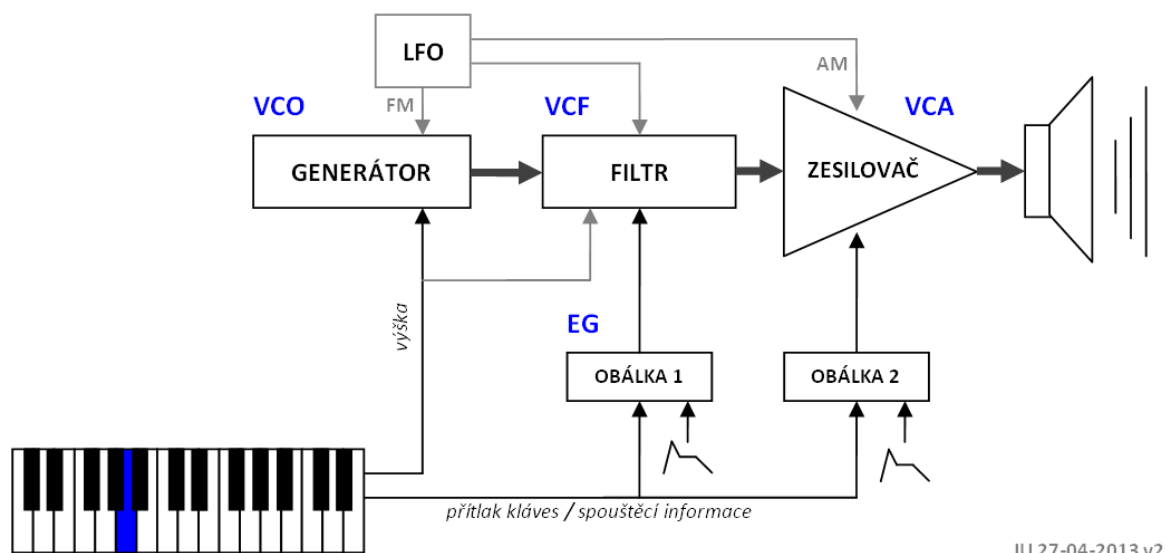 LFO
AM
FM
VCO
VCF
VCA
GENERÁTOR
FILTR
ZESILOVAČ
výška
EG
OBÁLKA 1
OBÁLKA 2
přítlak kláves / spouštěcí informace
27-04-2013 v2